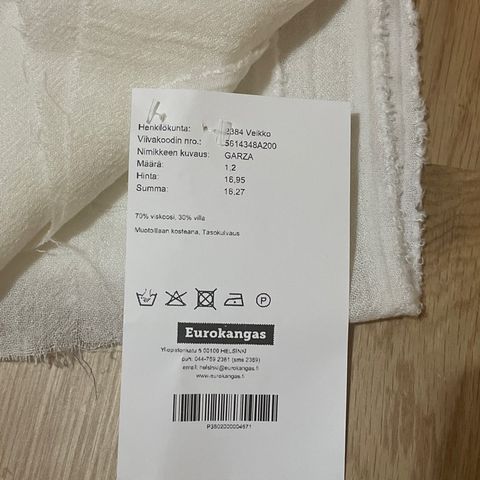 Henkilökunta: 2384 Veikko
Viivakoodin nro.: 5614348A200
Nimikkeen kuvaus: GARZA
Määrä: 1,2
Hinta: 16,95
Summa: 16,27
70% viskoosi, 30% villa
Muotoillaan kosteana, Tasokuivaus
P
Eurokangas
Yliopistonkatu 5 00100 HELSINKI
puh: 044-769 2361 (sms 2369)
email: helsinki@eurokangas.fi
www.eurokangas.fi
P3502000004671